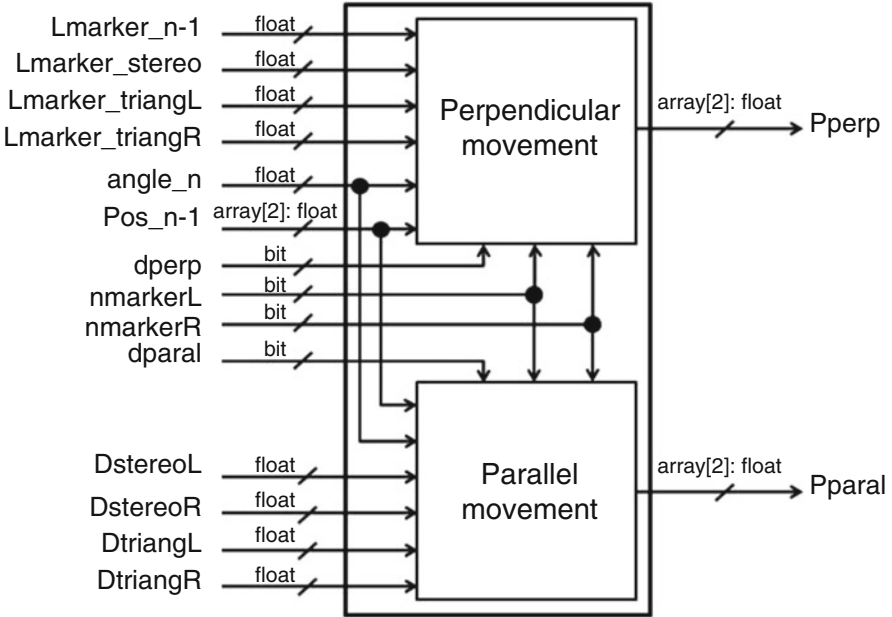 Lmarker_n-1 float
Lmarker_stereo float
Lmarker_triangL float
Lmarker_triangR float
angle_n float
Pos_n-1 array[2]: float
dperp bit
nmarkerL bit
nmarkerR bit
dparal bit
DstereoL float
DstereoR float
DtriangL float
DtriangR float
Perpendicular
movement
array[2]: float
Pperp
Parallel
movement
array[2]: float
Pparal